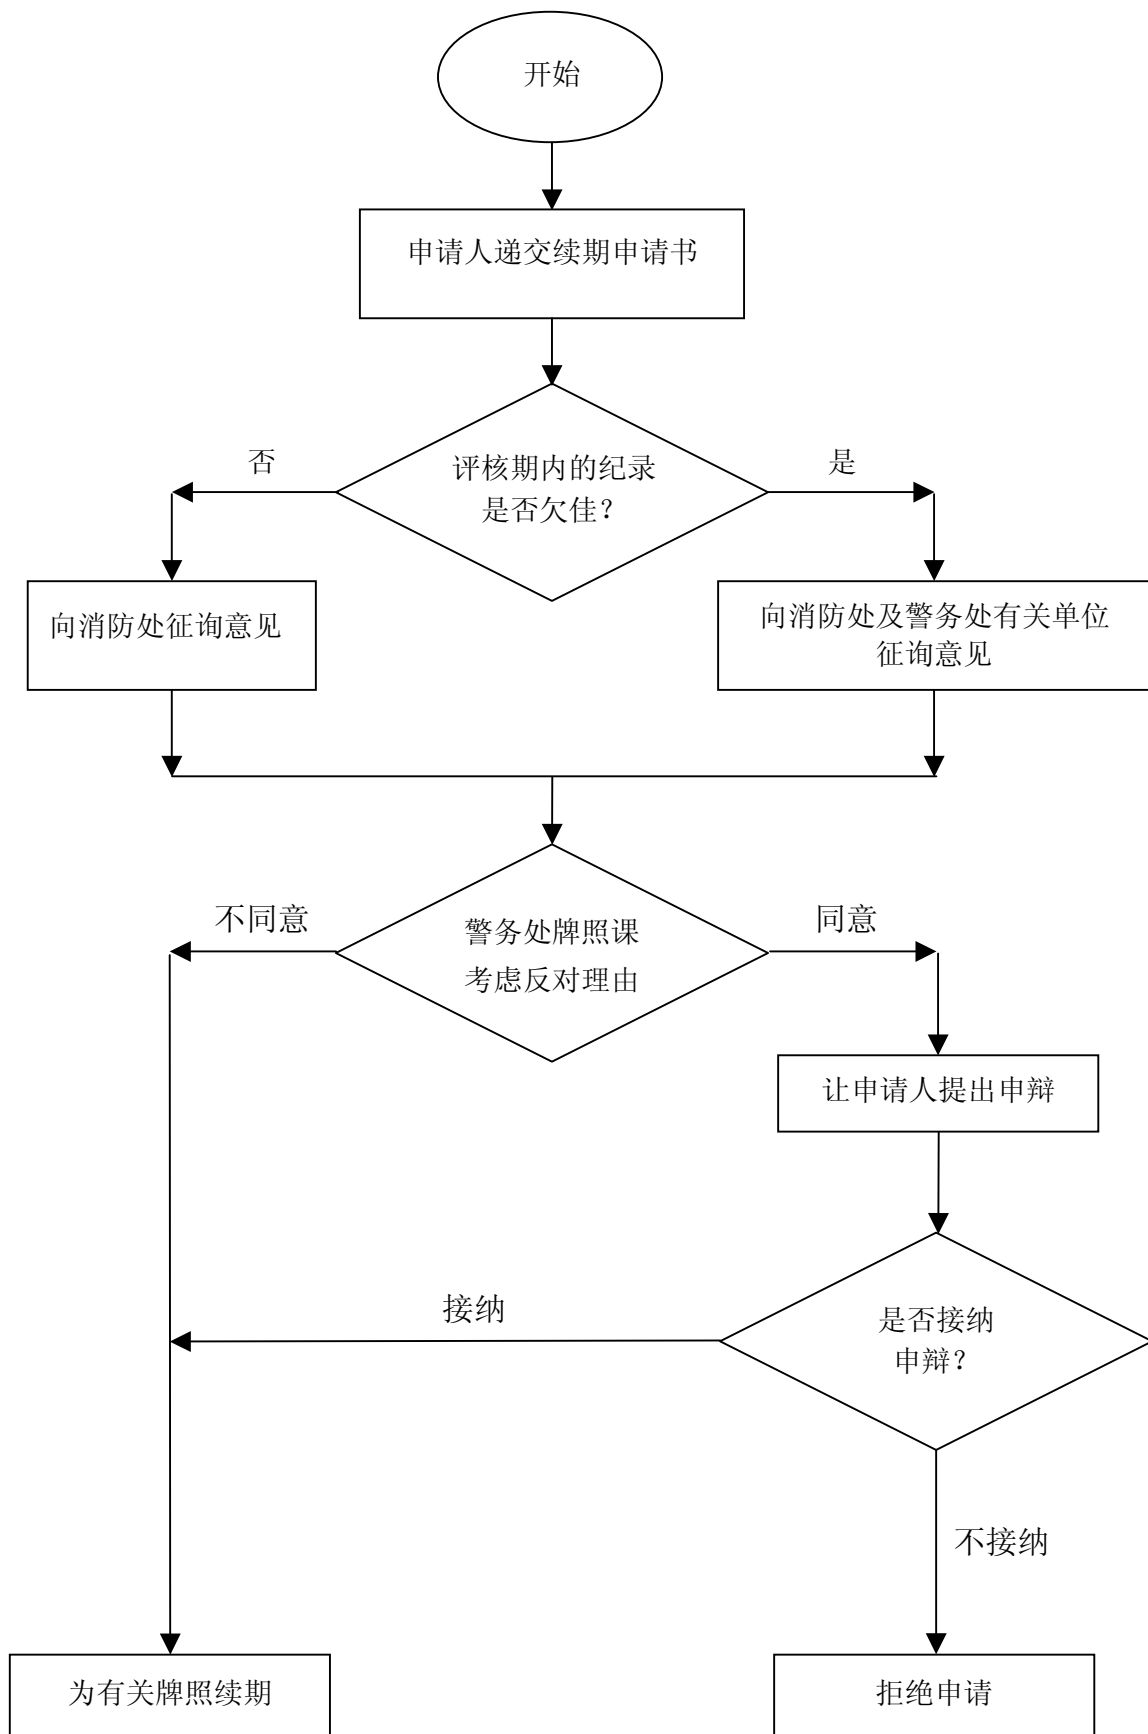 开始
申请人递交续期申请书
否
评核期内的纪录
是否欠佳？
是
向消防处征询意见
向消防处及警务处有关单位
征询意见
不同意
警务处牌照课
考虑反对理由
同意
让申请人提出申辩
接纳
是否接纳
申辩？
不接纳
为有关牌照续期
拒绝申请